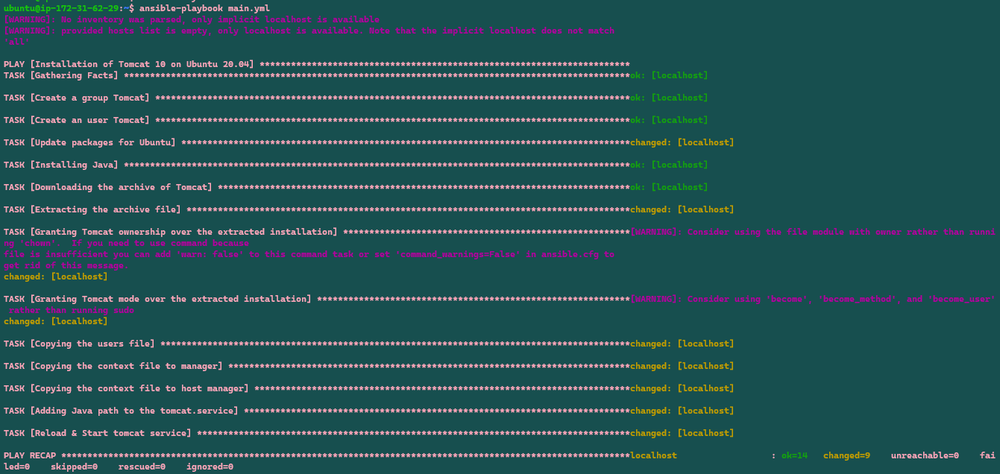 ubuntu@ip-172-31-62-29:~$ ansible-playbook main.yml
[WARNING]: No inventory was parsed, only implicit localhost is available
[WARNING]: provided hosts list is empty, only localhost is available. Note that the implicit localhost does not match
'all'
PLAY [Installation of Tomcat 10 on Ubuntu 20.04] ***********************************************************************
TASK [Gathering Facts] *************************************************************************************************ok: [localhost]
TASK [Create a group Tomcat] *******************************************************************************************ok: [localhost]
TASK [Create an user Tomcat] *******************************************************************************************ok: [localhost]
TASK [Update packages for Ubuntu] **************************************************************************************changed: [localhost]
TASK [Installing Java] *************************************************************************************************ok: [localhost]
TASK [Downloading the archive of Tomcat] *******************************************************************************ok: [localhost]
TASK [Extracting the archive file] *************************************************************************************changed: [localhost]
TASK [Granting Tomcat ownership over the extracted installation] *******************************************************[WARNING]: Consider using the file module with owner rather than runni
ng 'chown'.  If you need to use command because
file is insufficient you can add 'warn: false' to this command task or set 'command_warnings=False' in ansible.cfg to
get rid of this message.
changed: [localhost]
TASK [Granting Tomcat mode over the extracted installation] ************************************************************[WARNING]: Consider using 'become', 'become_method', and 'become_user'
 rather than running sudo
changed: [localhost]
TASK [Copying the users file] ******************************************************************************************changed: [localhost]
TASK [Copying the context file to manager] *****************************************************************************changed: [localhost]
TASK [Copying the context file to host manager] ************************************************************************changed: [localhost]
TASK [Adding Java path to the tomcat.service] **************************************************************************changed: [localhost]
TASK [Reload & Start tomcat service] ***********************************************************************************changed: [localhost]
PLAY RECAP *************************************************************************************************************localhost                  : ok=14   changed=9    unreachable=0    fai
led=0    skipped=0    rescued=0    ignored=0